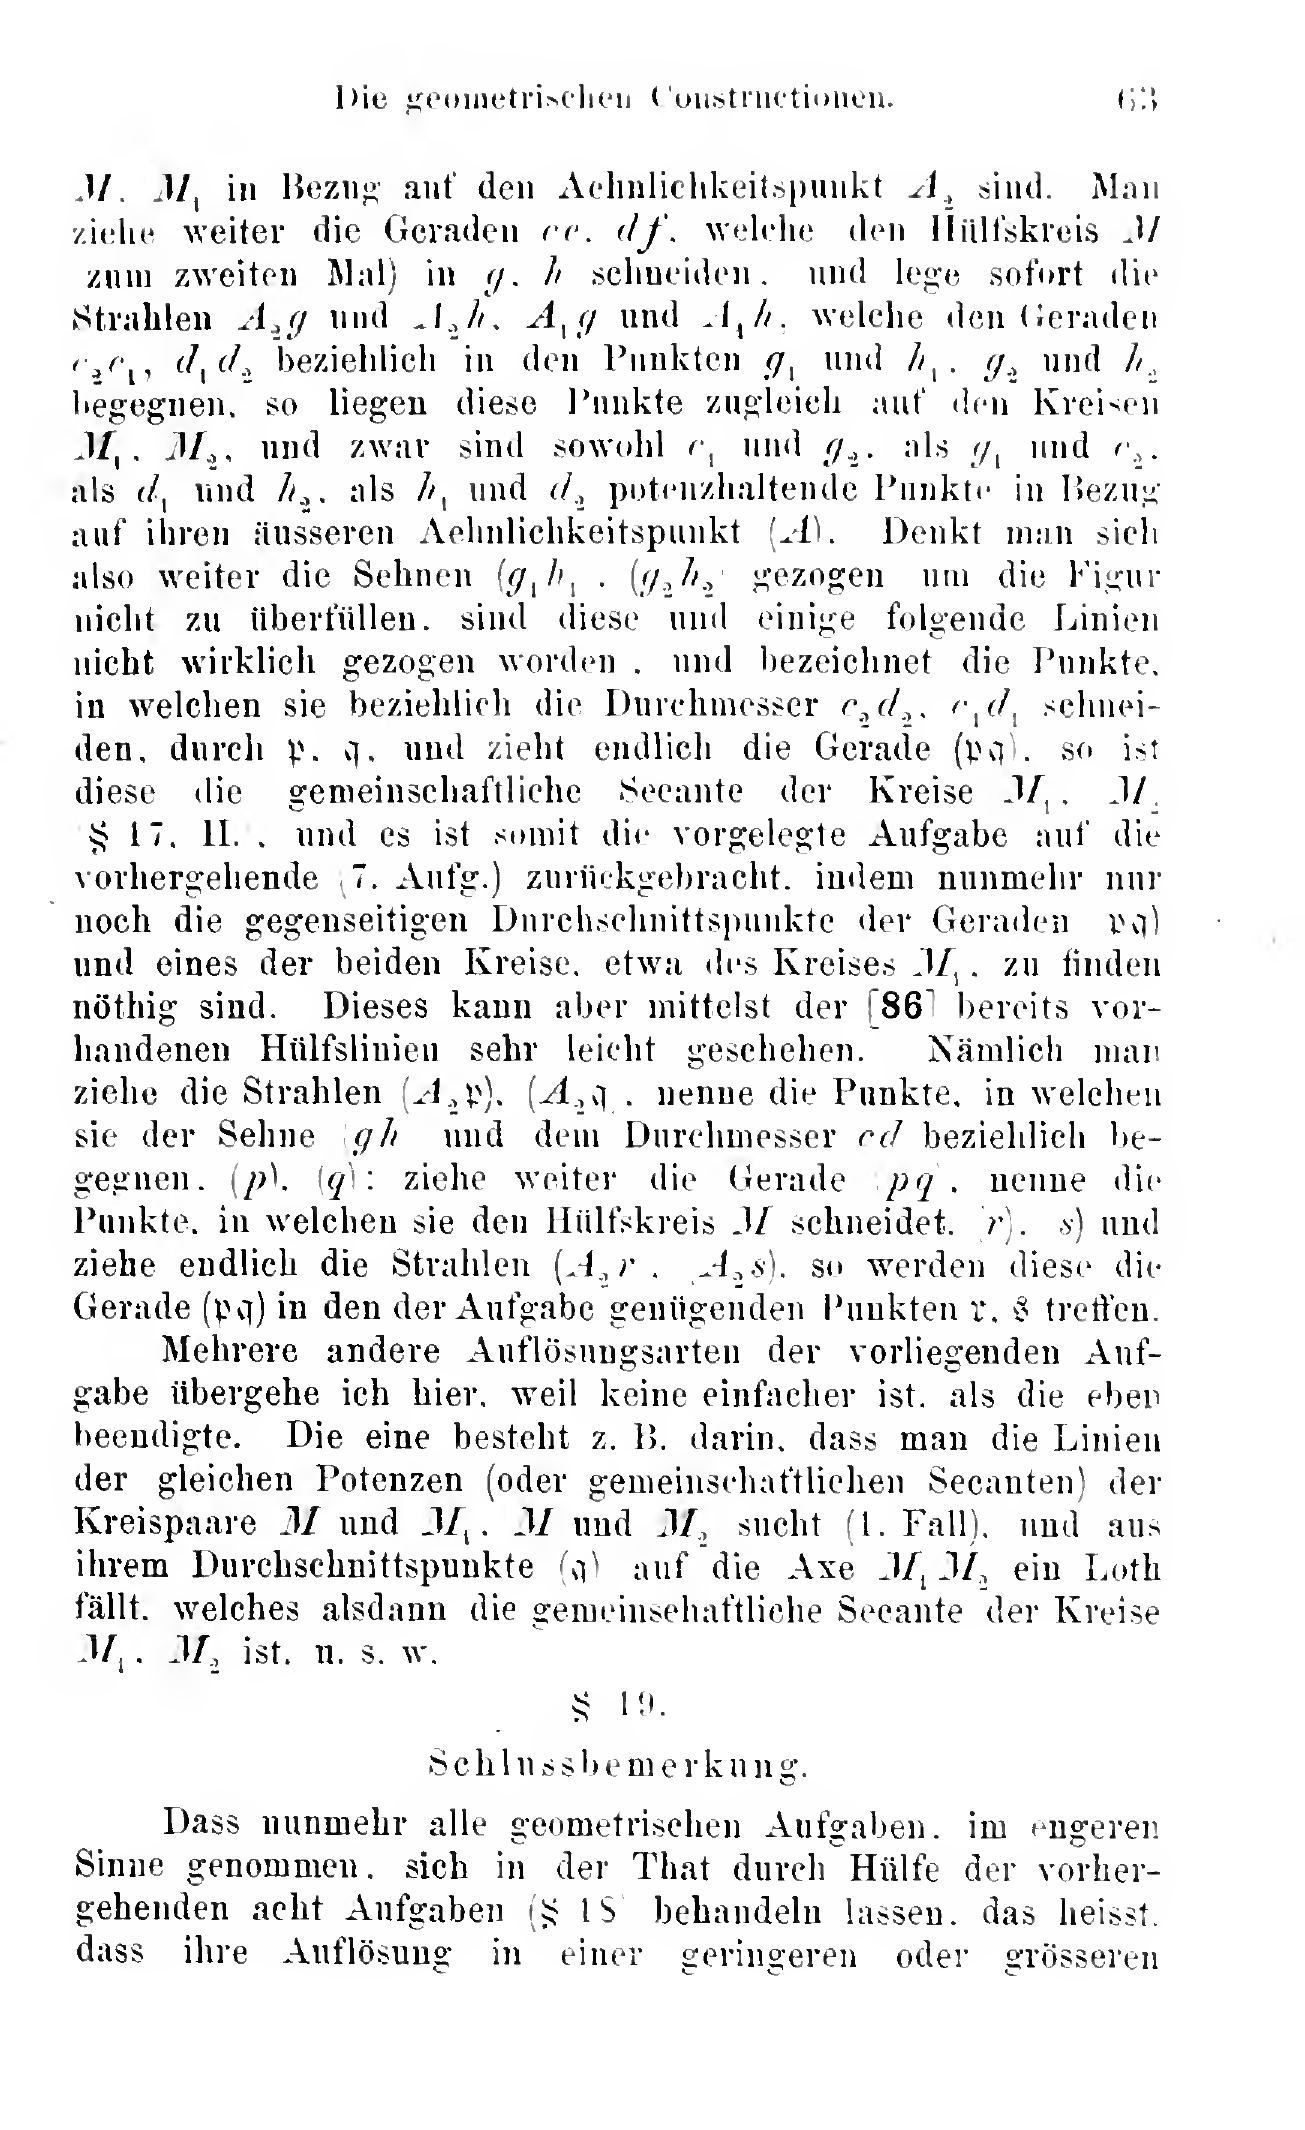 Die geometrischen Constructionen. 63
M, M₁ in Bezug auf den Aehnlichkeitspunkt A₂ sind. Man
ziehe weiter die Geraden ce, df, welche den Hülfskreis M
(zum zweiten Mal) in g, h schneiden, und lege sofort die
Strahlen A₂g und A₂h, A₁g und A₁h, welche den Geraden
c₂c₁, d₁d₂ beziehlich in den Punkten g₁ und h₁, g₂ und h₂
begegnen, so liegen diese Punkte zugleich auf den Kreisen
M₁, M₂, und zwar sind sowohl c₁ und g₂, als g₁ und c₂,
als d₁ und h₂, als h₁ und d₂ potenzhaltende Punkte in Bezug
auf ihren äusseren Aehnlichkeitspunkt (A). Denkt man sich
also weiter die Sehnen (g₁h₁), (g₂h₂) gezogen (um die Figur
nicht zu überfüllen, sind diese und einige folgende Linien
nicht wirklich gezogen worden), und bezeichnet die Punkte,
in welchen sie beziehlich die Durchmesser c₂d₂, c₁d₁ schnei-
den, durch 𝔭, 𝔮, und zieht endlich die Gerade (𝔭𝔮), so ist
diese die gemeinschaftliche Secante der Kreise M₁, M₂
(§ 17, II.), und es ist somit die vorgelegte Aufgabe auf die
vorhergehende (7. Aufg.) zurückgebracht, indem nunmehr nur
noch die gegenseitigen Durchschnittspunkte der Geraden (𝔭𝔮)
und eines der beiden Kreise, etwa des Kreises M₁, zu finden
nöthig sind. Dieses kann aber mittelst der [86] bereits vor-
handenen Hülfslinien sehr leicht geschehen. Nämlich man
ziehe die Strahlen (A₂𝔭), (A₂𝔮), nenne die Punkte, in welchen
sie der Sehne (gh) und dem Durchmesser cd beziehlich be-
gegnen, (p), (q); ziehe weiter die Gerade (pq), nenne die
Punkte, in welchen sie den Hülfskreis M schneidet, (r), (s) und
ziehe endlich die Strahlen (A₂r), (A₂s), so werden diese die
Gerade (𝔭𝔮) in den der Aufgabe genügenden Punkten 𝔯, 𝔰 treffen.
Mehrere andere Auflösungsarten der vorliegenden Auf-
gabe übergehe ich hier, weil keine einfacher ist, als die eben
beendigte. Die eine besteht z. B. darin, dass man die Linien
der gleichen Potenzen (oder gemeinschaftlichen Secanten) der
Kreispaare M und M₁, M und M₂ sucht (1. Fall), und aus
ihrem Durchschnittspunkte (𝔮) auf die Axe M₁M₂ ein Loth
fällt, welches alsdann die gemeinschaftliche Secante der Kreise
M₁, M₂ ist, u. s. w.
§ 19.
Schlussbemerkung.
Dass nunmehr alle geometrischen Aufgaben, im engeren
Sinne genommen, sich in der That durch Hülfe der vorher-
gehenden acht Aufgaben (§ 18) behandeln lassen, das heisst,
dass ihre Auflösung in einer geringeren oder grösseren